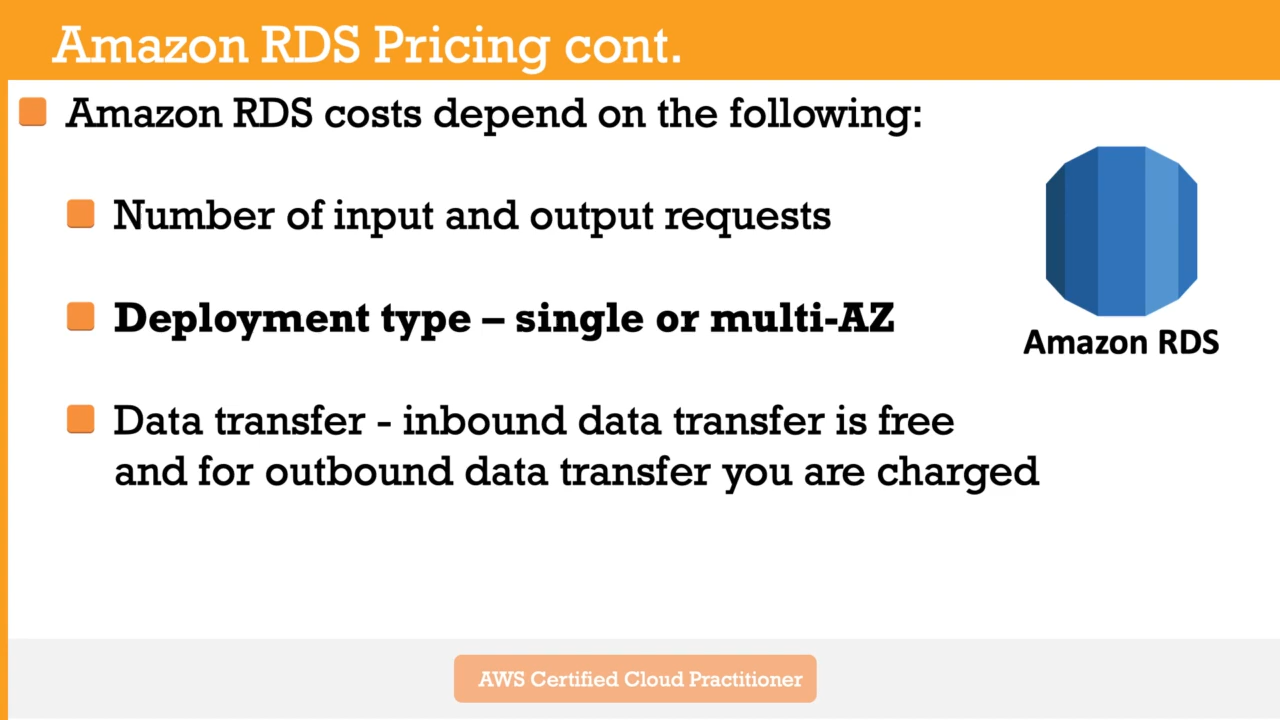 Amazon RDS Pricing cont.
Amazon RDS costs depend on the following:
Number of input and output requests
Deployment type – single or multi-AZ
Data transfer - inbound data transfer is free
and for outbound data transfer you are charged
Amazon RDS
AWS Certified Cloud Practitioner